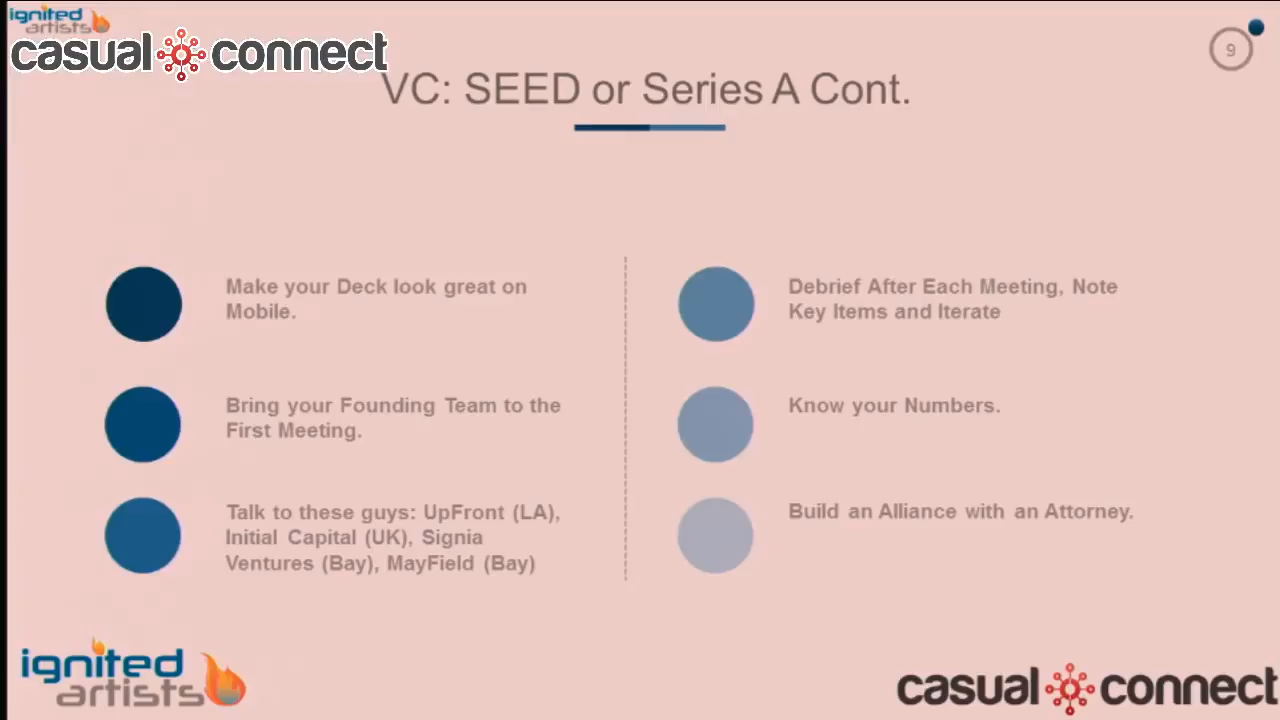 ignited
artists
casual connect
9
VC: SEED or Series A Cont.
Make your Deck look great on
Mobile.
Bring your Founding Team to the
First Meeting.
Talk to these guys: UpFront (LA),
Initial Capital (UK), Signia
Ventures (Bay), MayField (Bay)
Debrief After Each Meeting, Note
Key Items and Iterate
Know your Numbers.
Build an Alliance with an Attorney.
ignited
artists
casual connect